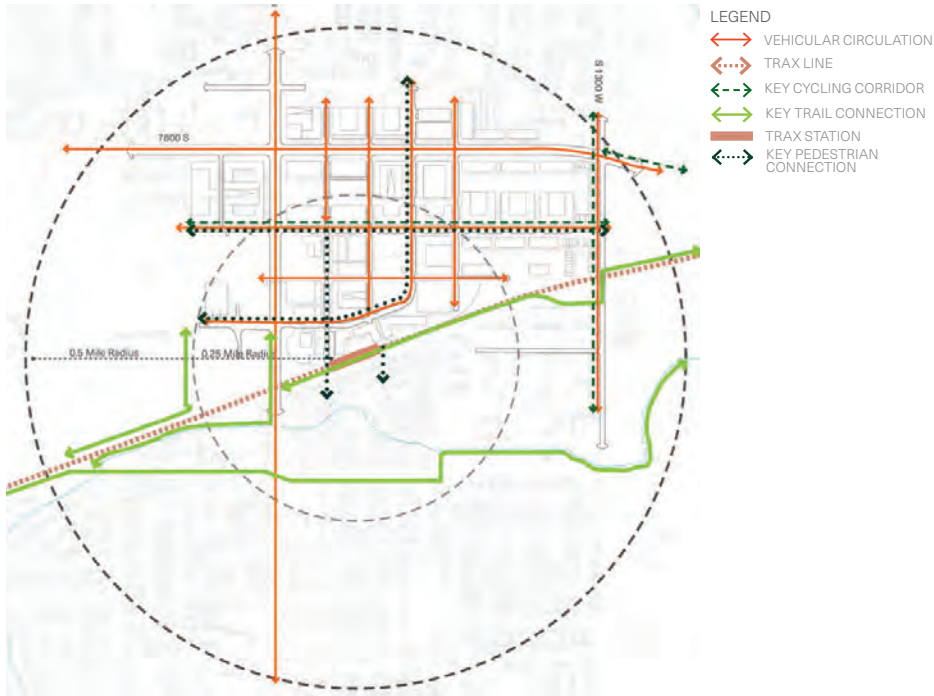 LEGEND
VEHICULAR CIRCULATION
TRAX LINE
KEY CYCLING CORRIDOR
KEY TRAIL CONNECTION
TRAX STATION
KEY PEDESTRIAN
CONNECTION
S 1300 W
7800 S
0.5 Mile Radius
0.25 Mile Radius